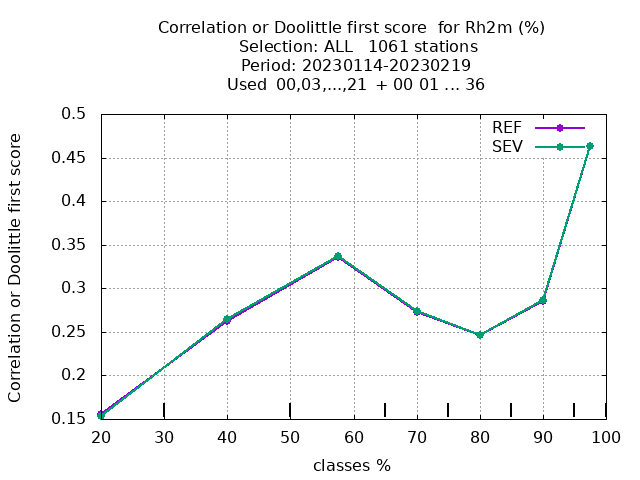 Correlation or Doolittle first score  for Rh2m (%)
Selection: ALL   1061 stations
Period: 20230114-20230219
Used  00,03,...,21  + 00 01 ... 36
REF
SEV
0.5
0.45
0.4
0.35
0.3
0.25
0.2
0.15
Correlation or Doolittle first score
20 30 40 50 60 70 80 90 100
classes %